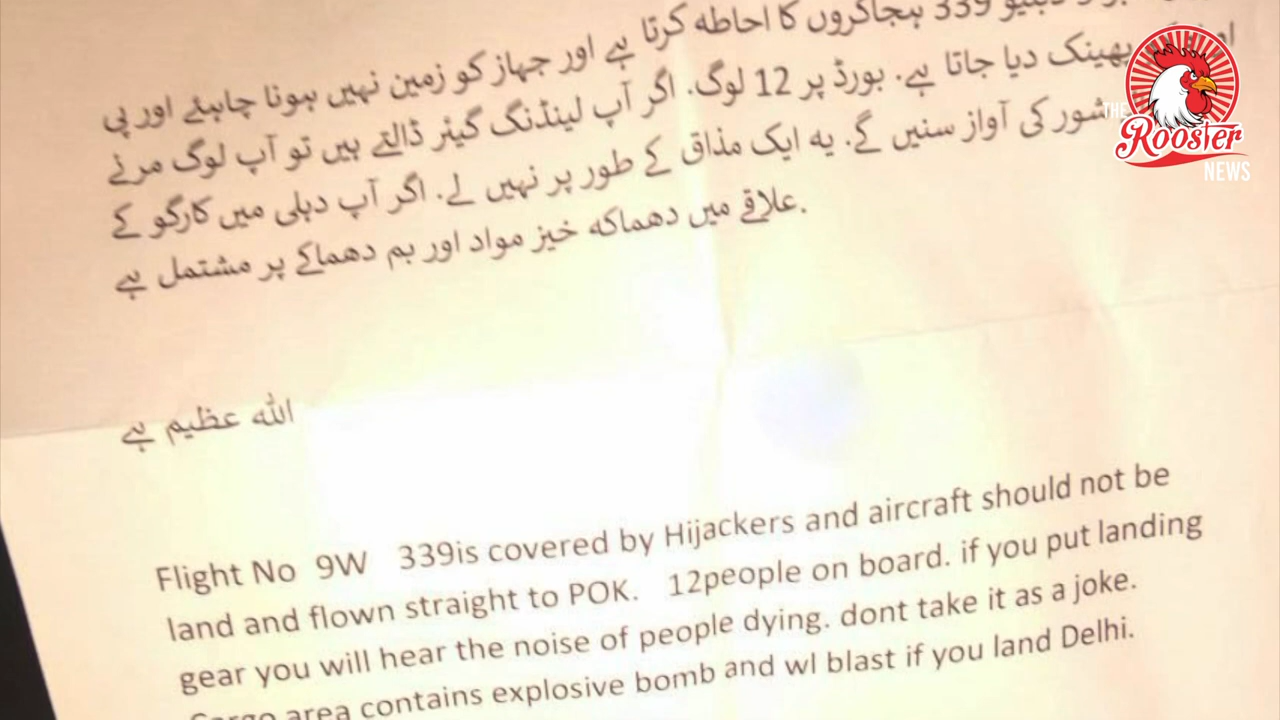 339 ہجاکروں کا احاطہ کرتا ہے اور جہاز کو زمین نہیں ہونا چاہئے اور پی
پھینک دیا جاتا ہے. بورڈ پر 12 لوگ. اگر آپ لینڈنگ گیئر ڈالتے ہیں تو آپ لوگ مرنے
شور کی آواز سنیں گے. یہ ایک مذاق کے طور پر نہیں لے. اگر آپ دہلی میں کارگو کے
علاقے میں دھماکہ خیز مواد اور بم دھماکے پر مشتمل ہے.
اللہ عظیم ہے
Flight No 9W 339is covered by Hijackers and aircraft should not be
land and flown straight to POK. 12people on board. if you put landing
gear you will hear the noise of people dying. dont take it as a joke.
Cargo area contains explosive bomb and wl blast if you land Delhi.
THE
Rooster
NEWS